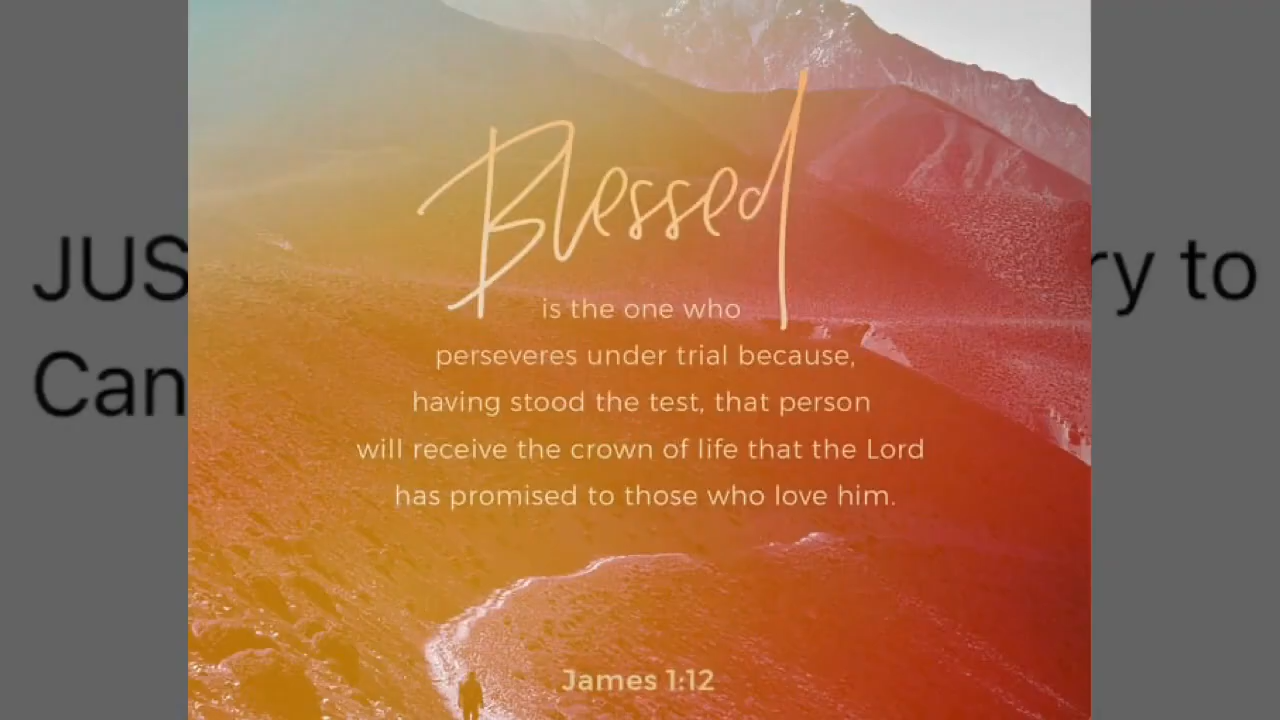 JUS
ry to
Can
Blessed
is the one who
perseveres under trial because,
having stood the test, that person
will receive the crown of life that the Lord
has promised to those who love him.
James 1:12